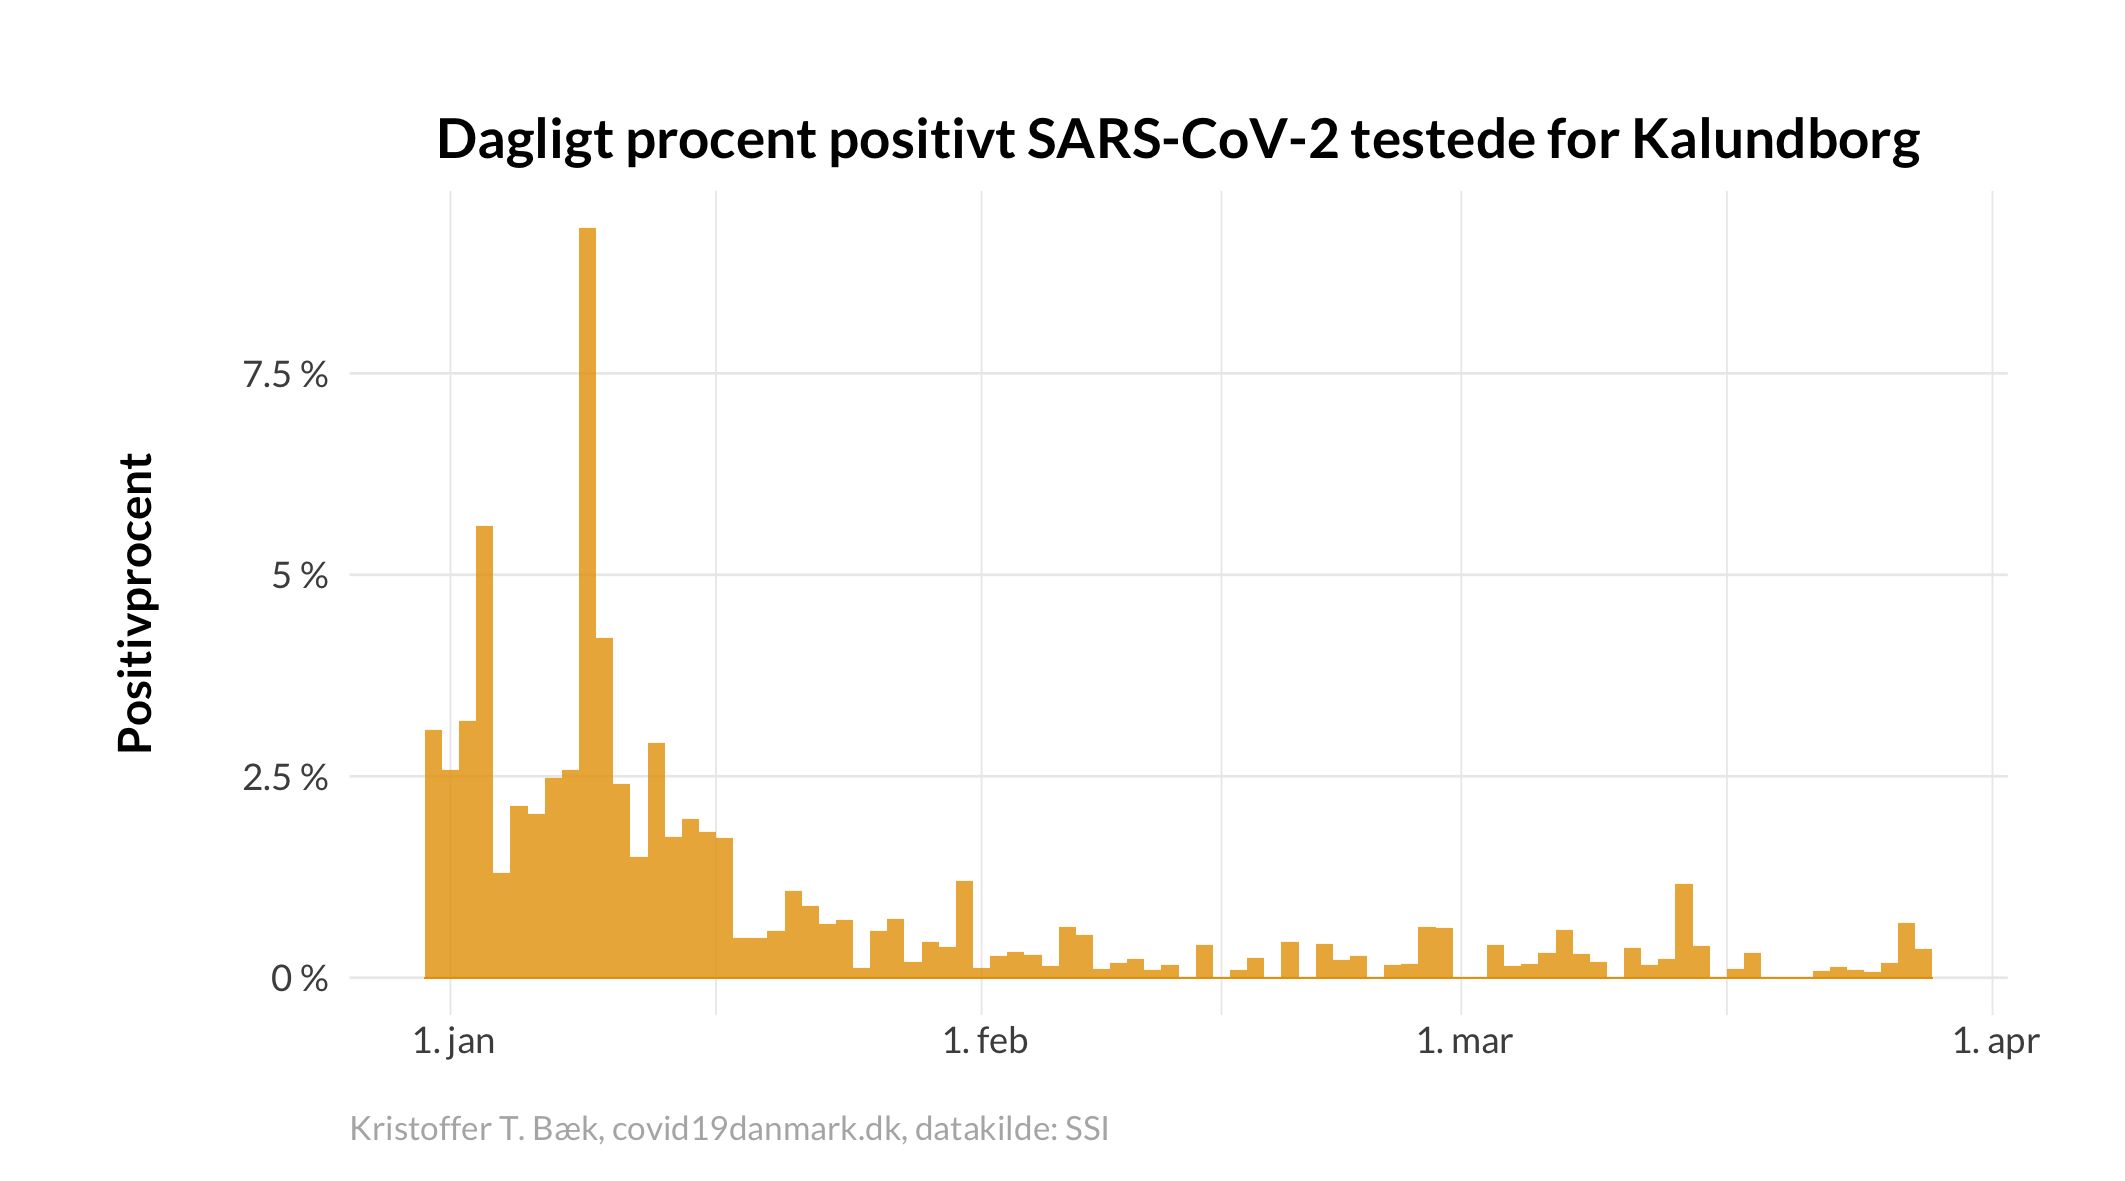 Dagligt procent positivt SARS-CoV-2 testede for Kalundborg
Positivprocent
7.5 %
5 %
2.5 %
0 %
1. jan
1. feb
1. mar
1. apr
Kristoffer T. Bæk, covid19danmark.dk, datakilde: SSI